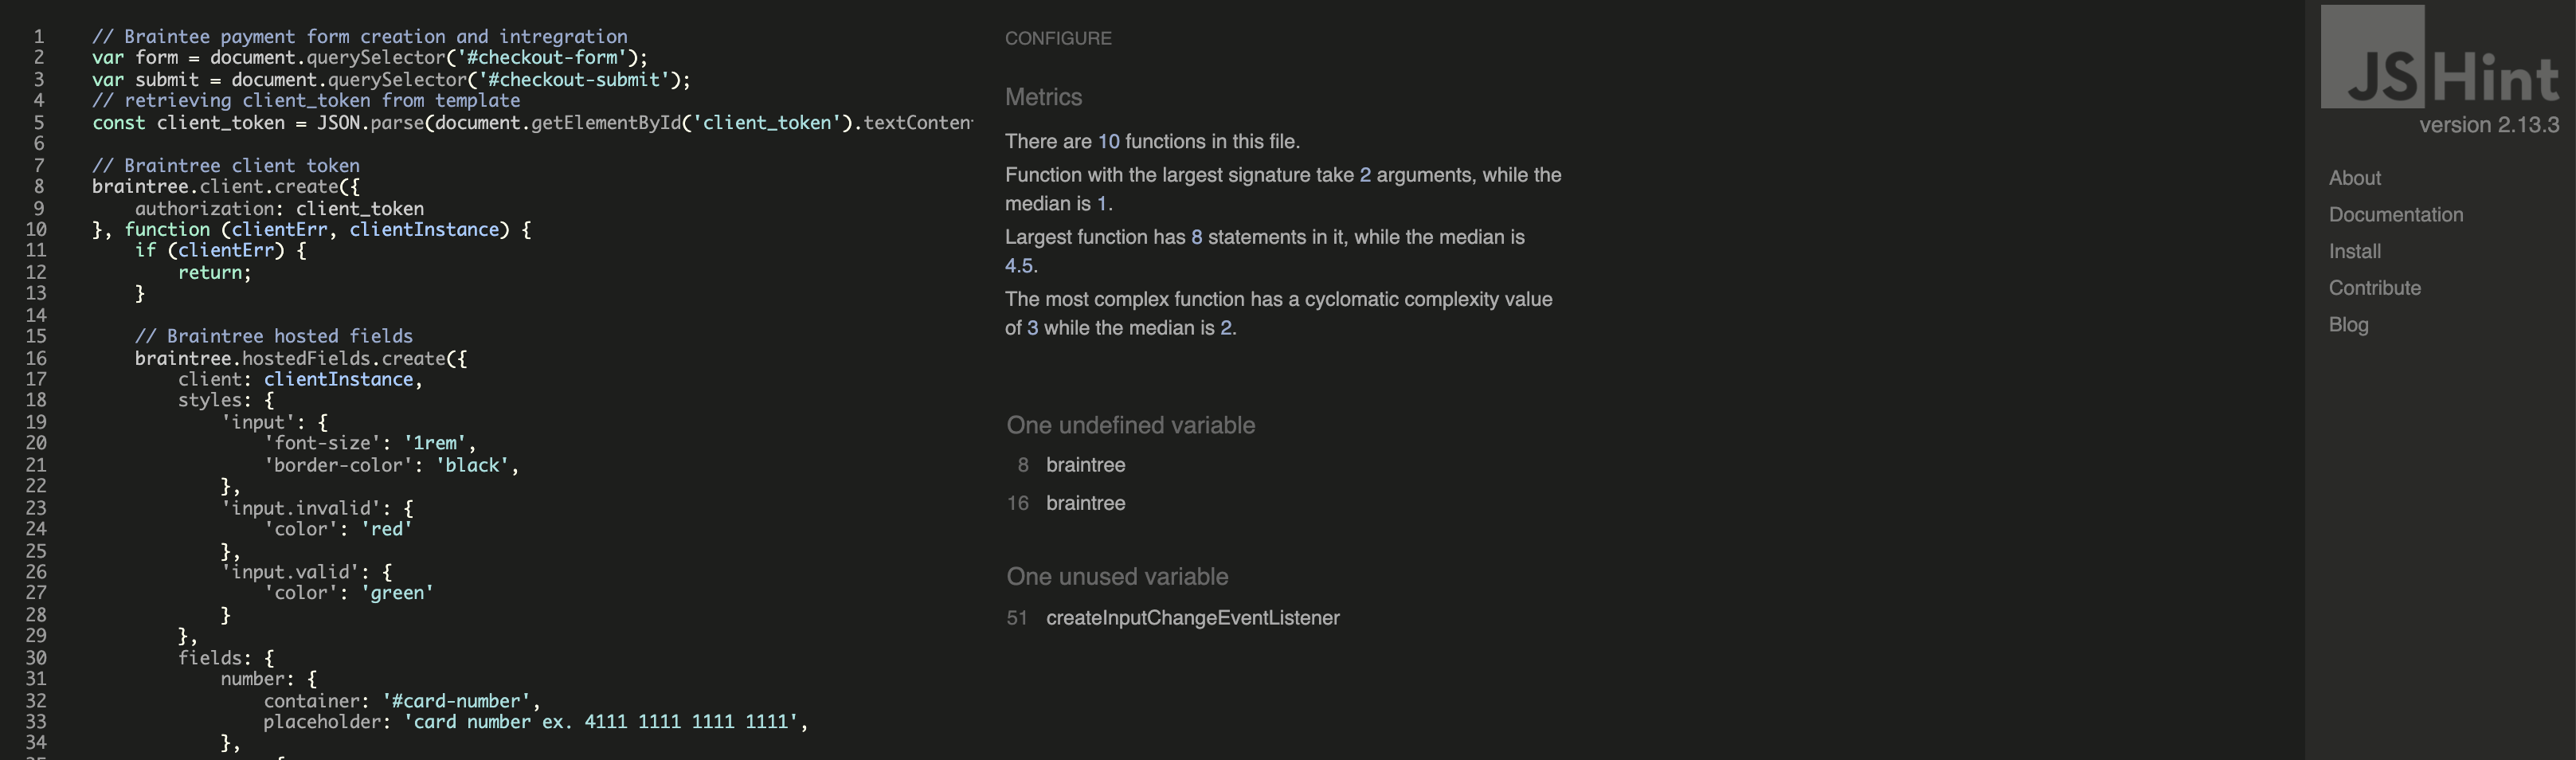 1 // Braintee payment form creation and intregration
2 var form = document.querySelector('#checkout-form');
3 var submit = document.querySelector('#checkout-submit');
4 // retrieving client_token from template
5 const client_token = JSON.parse(document.getElementById('client_token').textConten
6
7 // Braintree client token
8 braintree.client.create({
9 authorization: client_token
10 }, function (clientErr, clientInstance) {
11 if (clientErr) {
12 return;
13 }
14
15 // Braintree hosted fields
16 braintree.hostedFields.create({
17 client: clientInstance,
18 styles: {
19 'input': {
20 'font-size': '1rem',
21 'border-color': 'black',
22 },
23 'input.invalid': {
24 'color': 'red'
25 },
26 'input.valid': {
27 'color': 'green'
28 }
29 },
30 fields: {
31 number: {
32 container: '#card-number',
33 placeholder: 'card number ex. 4111 1111 1111 1111',
34 },
CONFIGURE
Metrics
There are 10 functions in this file.
Function with the largest signature take 2 arguments, while the
median is 1.
Largest function has 8 statements in it, while the median is
4.5.
The most complex function has a cyclomatic complexity value
of 3 while the median is 2.
One undefined variable
8 braintree
16 braintree
One unused variable
51 createInputChangeEventListener
JSHint
version 2.13.3
About
Documentation
Install
Contribute
Blog